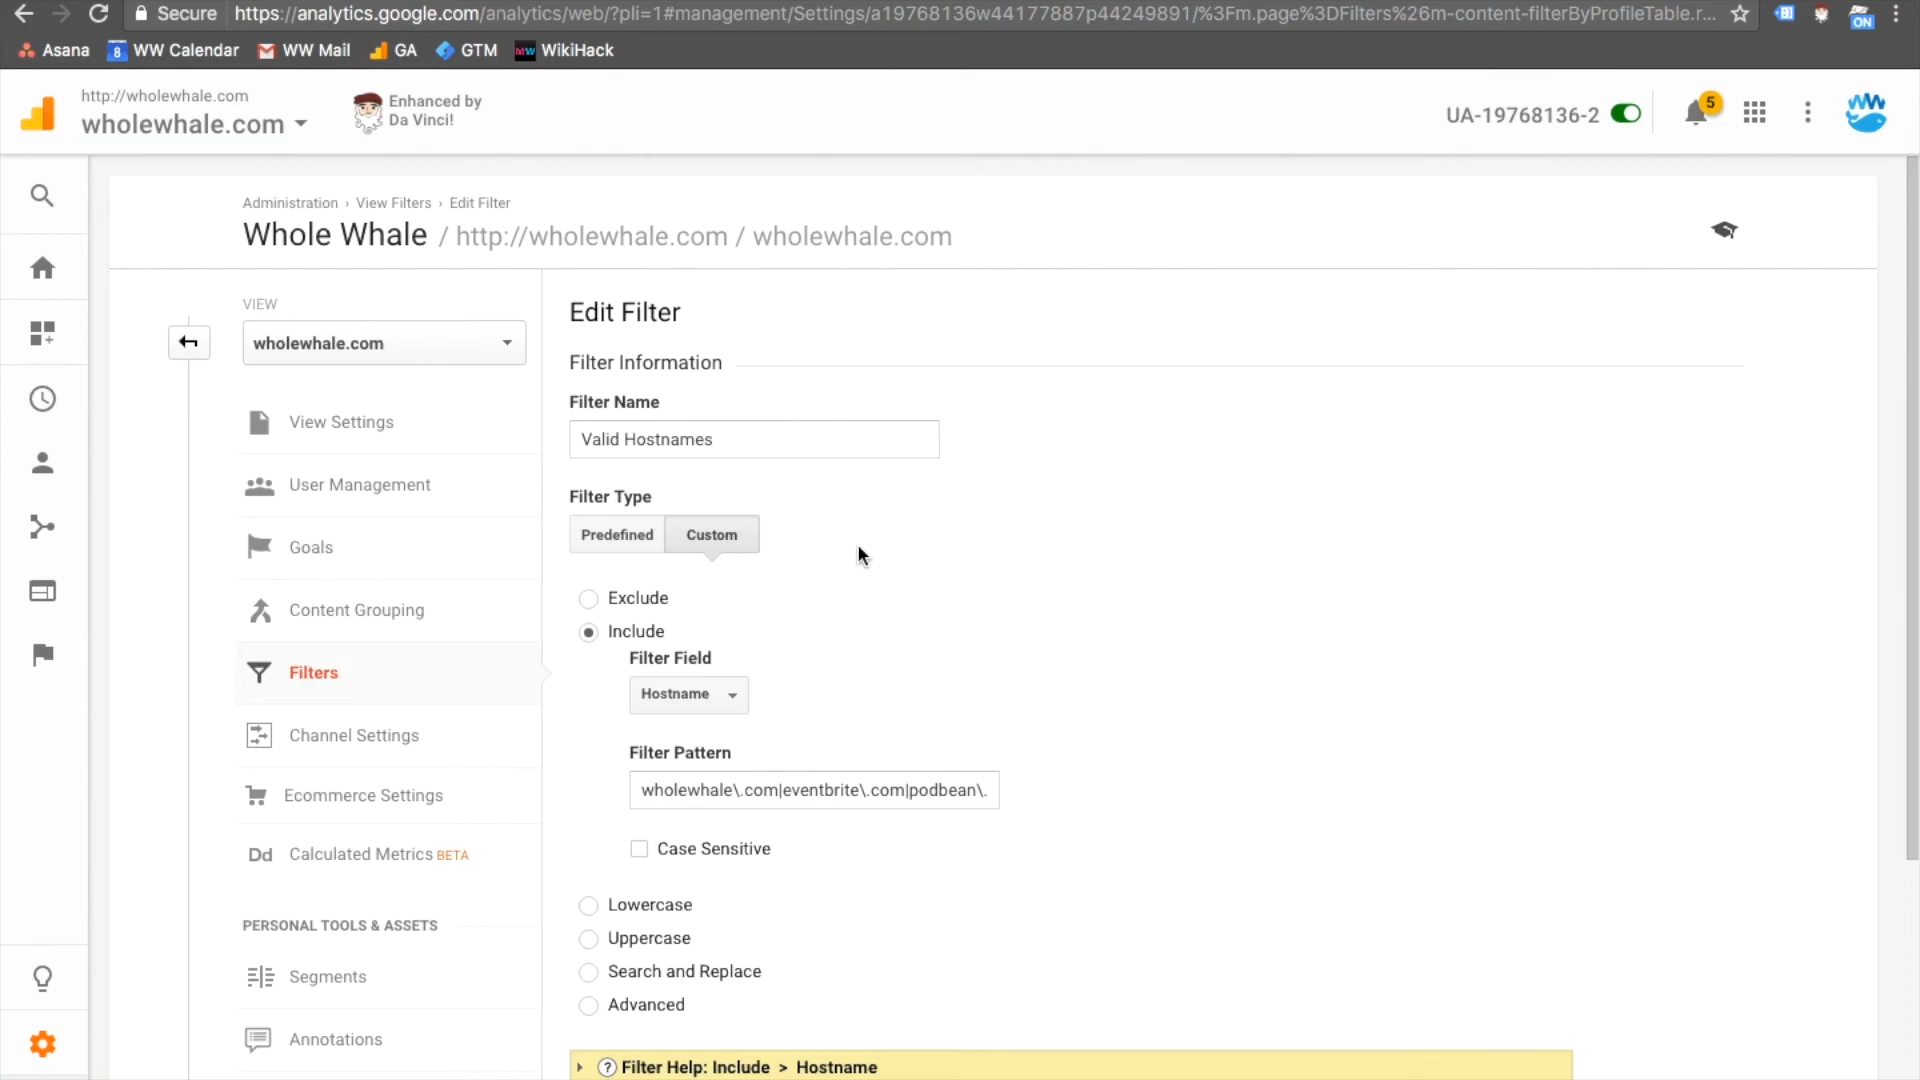 Secure
https://analytics.google.com/analytics/web/?pli=1#management/Settings/a19768136w44177887p44249891/%3Fm.page%3DFilters%26m-content-filterByProfileTable.r...
ON
Asana
8
WW Calendar
WW Mail
GA
GTM
WikiHack
http://wholewhale.com
wholewhale.com
Enhanced by
Da Vinci!
UA-19768136-2
5
Administration › View Filters › Edit Filter
Whole Whale / http://wholewhale.com / wholewhale.com
VIEW
wholewhale.com
View Settings
User Management
Goals
Content Grouping
Filters
Channel Settings
Ecommerce Settings
Dd Calculated Metrics BETA
PERSONAL TOOLS & ASSETS
Segments
Annotations
Edit Filter
Filter Information
Filter Name
Valid Hostnames
Filter Type
Predefined
Custom
Exclude
Include
Filter Field
Hostname
Filter Pattern
wholewhale\.com|eventbrite\.com|podbean\.
Case Sensitive
Lowercase
Uppercase
Search and Replace
Advanced
? Filter Help: Include > Hostname